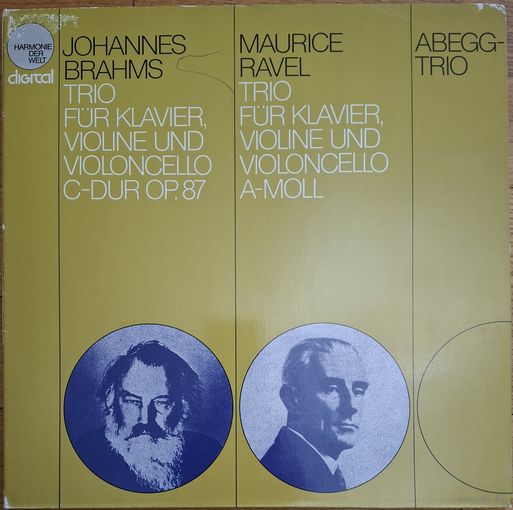 HARMONIE
DER
WELT
digital
JOHANNES
BRAHMS
TRIO
FÜR KLAVIER,
VIOLINE UND
VIOLONCELLO
C-DUR OP. 87
MAURICE
RAVEL
TRIO
FÜR KLAVIER,
VIOLINE UND
VIOLONCELLO
A-MOLL
ABEGG-
TRIO